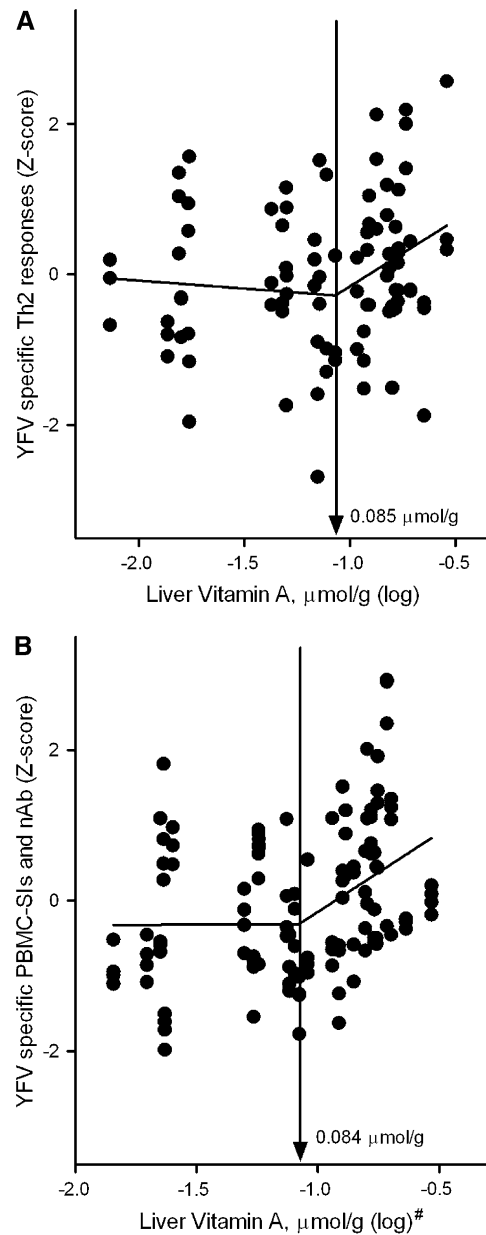 A
YFV specific Th2 responses (Z-score)
2
0
-2
0.085 μmol/g
-2.0 -1.5 -1.0 -0.5
Liver Vitamin A, μmol/g (log)
B
YFV specific PBMC-SIs and nAb (Z-score)
2
0
-2
0.084 μmol/g
-2.0 -1.5 -1.0 -0.5
Liver Vitamin A, μmol/g (log)#